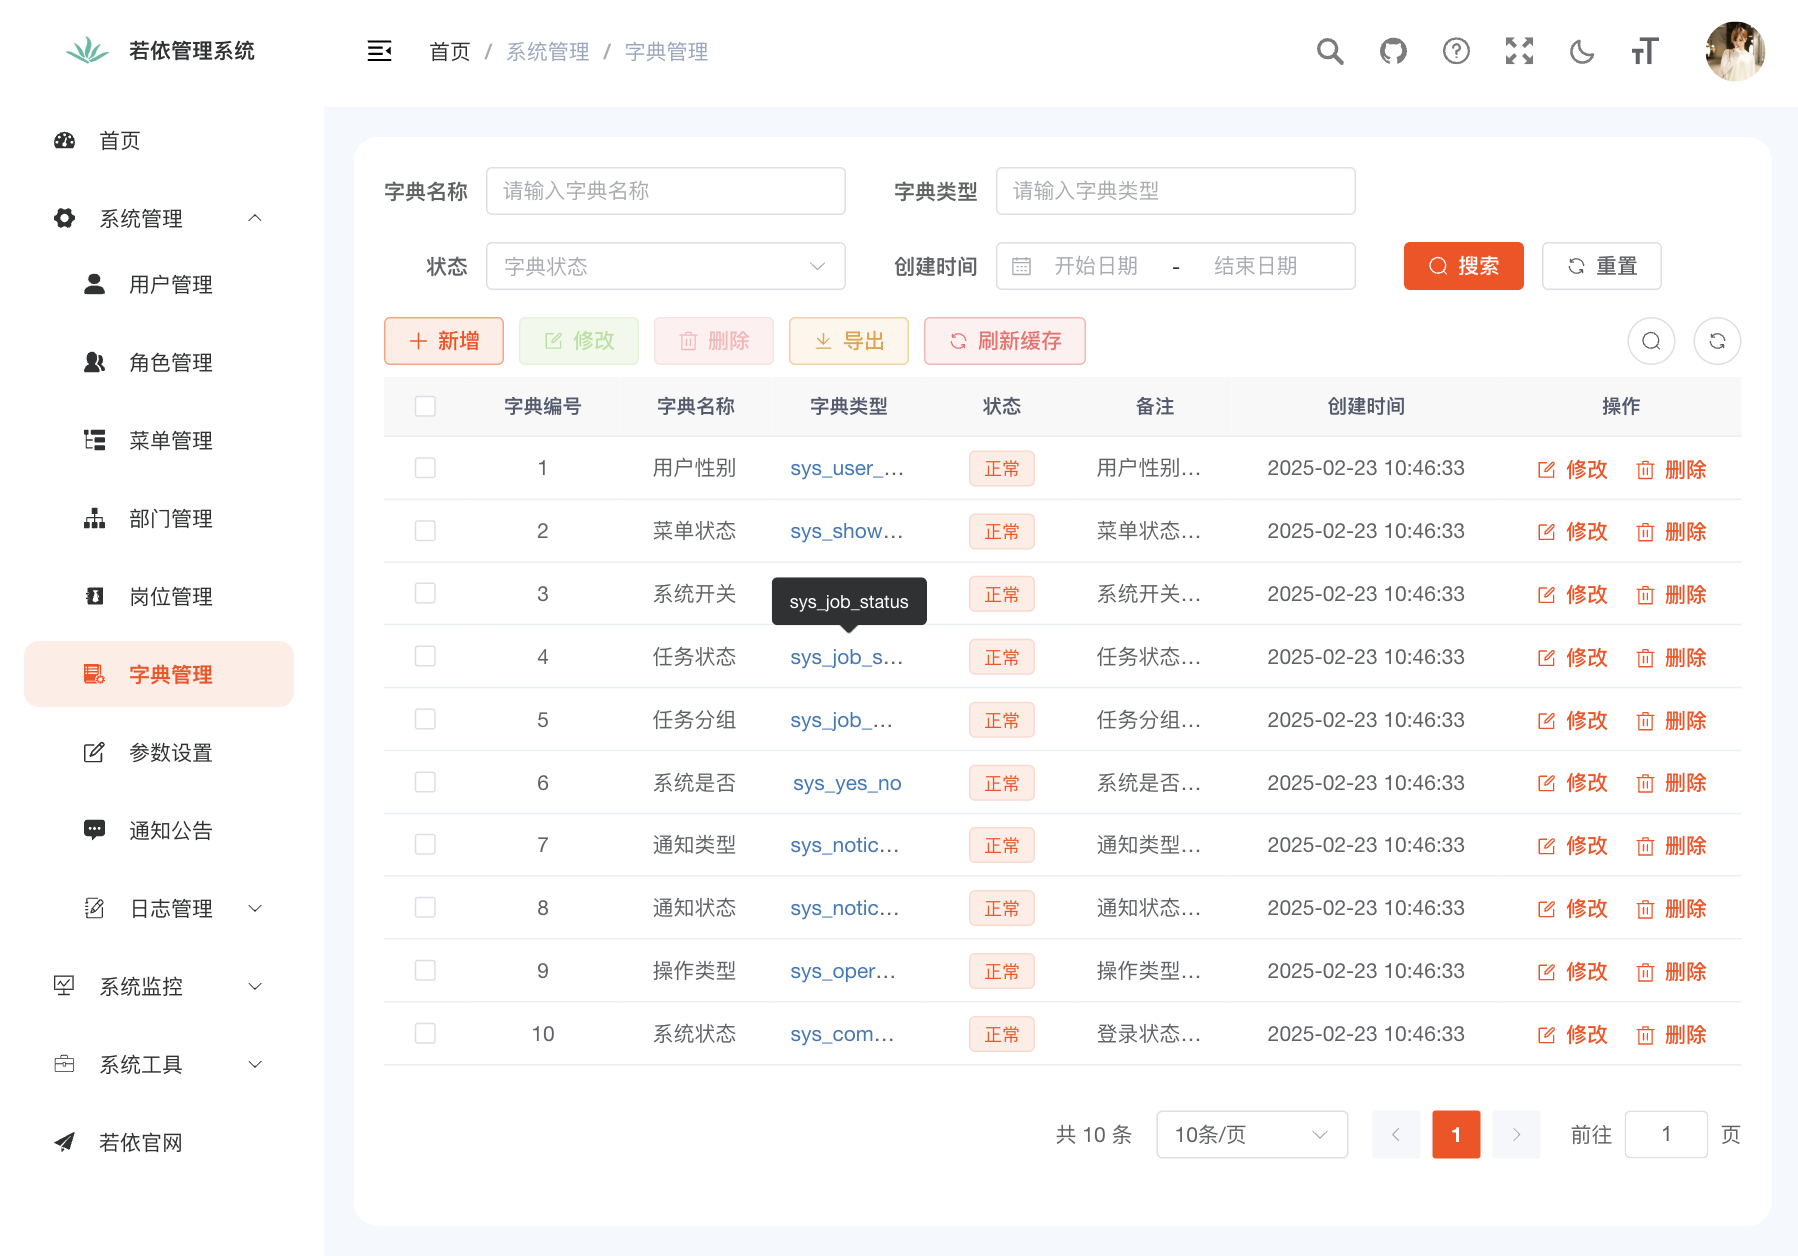 若依管理系统
首页 / 系统管理 / 字典管理
首页
系统管理
用户管理
角色管理
菜单管理
部门管理
岗位管理
字典管理
参数设置
通知公告
日志管理
系统监控
系统工具
若依官网
字典名称 请输入字典名称 字典类型 请输入字典类型
状态 字典状态 创建时间 开始日期 - 结束日期 搜索 重置
新增 修改 删除 导出 刷新缓存
字典编号 字典名称 字典类型 状态 备注 创建时间 操作
1 用户性别 sys_user_... 正常 用户性别... 2025-02-23 10:46:33 修改 删除
2 菜单状态 sys_show... 正常 菜单状态... 2025-02-23 10:46:33 修改 删除
3 系统开关 正常 系统开关... 2025-02-23 10:46:33 修改 删除
sys_job_status
4 任务状态 sys_job_s... 正常 任务状态... 2025-02-23 10:46:33 修改 删除
5 任务分组 sys_job_... 正常 任务分组... 2025-02-23 10:46:33 修改 删除
6 系统是否 sys_yes_no 正常 系统是否... 2025-02-23 10:46:33 修改 删除
7 通知类型 sys_notic... 正常 通知类型... 2025-02-23 10:46:33 修改 删除
8 通知状态 sys_notic... 正常 通知状态... 2025-02-23 10:46:33 修改 删除
9 操作类型 sys_oper... 正常 操作类型... 2025-02-23 10:46:33 修改 删除
10 系统状态 sys_com... 正常 登录状态... 2025-02-23 10:46:33 修改 删除
共 10 条 10条/页 1 前往 1 页